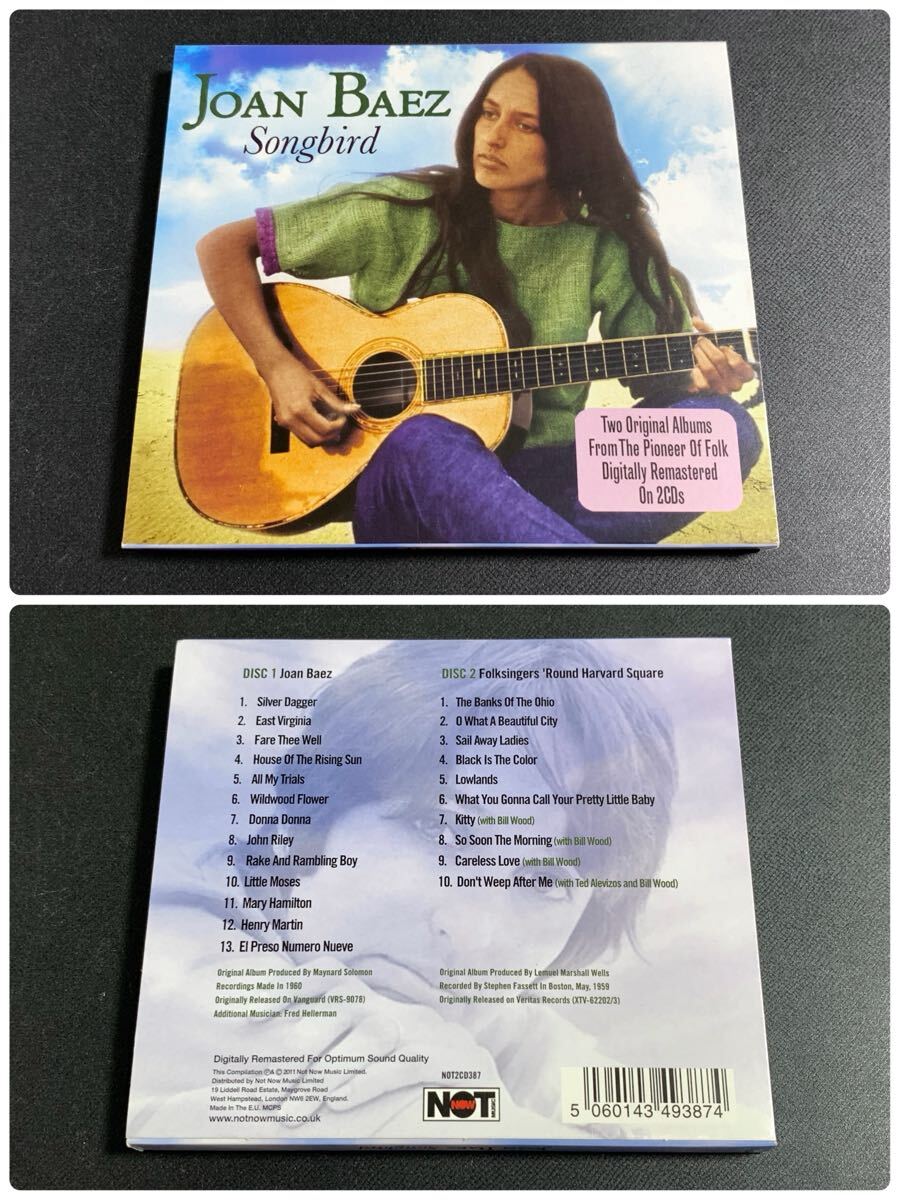 JOAN BAEZ
Songbird
Two Original Albums
From The Pioneer Of Folk
Digitally Remastered
On 2CDs
DISC 1 Joan Baez
1. Silver Dagger
2. East Virginia
3. Fare Thee Well
4. House Of The Rising Sun
5. All My Trials
6. Wildwood Flower
7. Donna Donna
8. John Riley
9. Rake And Rambling Boy
10. Little Moses
11. Mary Hamilton
12. Henry Martin
13. El Preso Numero Nueve
Original Album Produced By Maynard Solomon
Recordings Made In 1960
Originally Released On Vanguard (VRS-9078)
Additional Musician: Fred Hellerman
DISC 2 Folksingers 'Round Harvard Square
1. The Banks Of The Ohio
2. O What A Beautiful City
3. Sail Away Ladies
4. Black Is The Color
5. Lowlands
6. What You Gonna Call Your Pretty Little Baby
7. Kitty (with Bill Wood)
8. So Soon The Morning (with Bill Wood)
9. Careless Love (with Bill Wood)
10. Don't Weep After Me (with Ted Alevizos and Bill Wood)
Original Album Produced By Lemuel Marshall Wells
Recorded By Stephen Fassett In Boston, May, 1959
Originally Released on Veritas Records (XTV-62202/3)
Digitally Remastered For Optimum Sound Quality
This Compilation ℗A © 2011 Not Now Music Limited.
Distributed by Not Now Music Limited
19 Liddell Road Estate, Maygrove Road
West Hampstead, London NW6 2EW, England.
Made In The E.U. MCPS
www.notnowmusic.co.uk
NOT2CD387
NOT NOW MUSIC
5 060143 493874